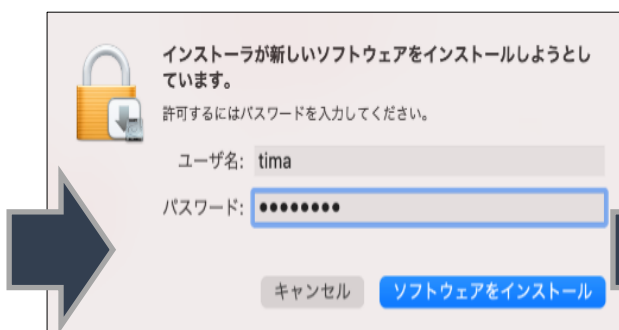 インストーラが新しいソフトウェアをインストールしようとし
ています。
許可するにはパスワードを入力してください。
ユーザ名: tima
パスワード: ●●●●●●●●
キャンセル ソフトウェアをインストール